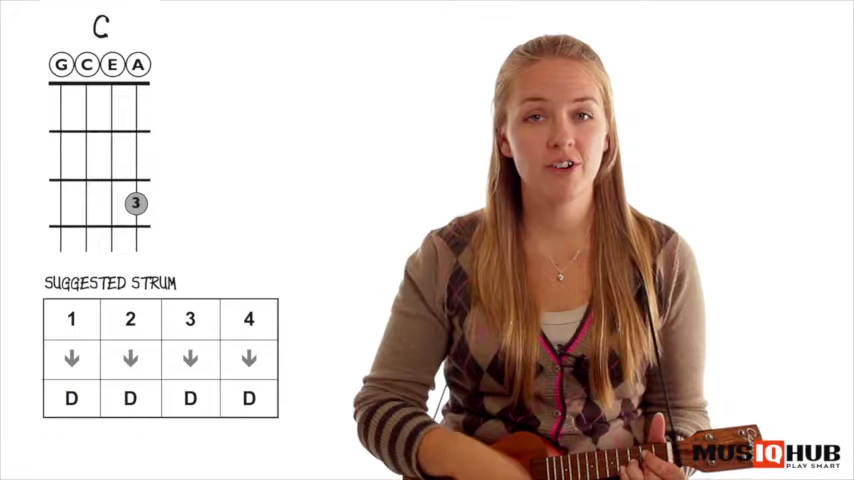 C
G C E A
3
SUGGESTED STRUM
1 2 3 4
D D D D
MUSIQHUB
PLAY SMART